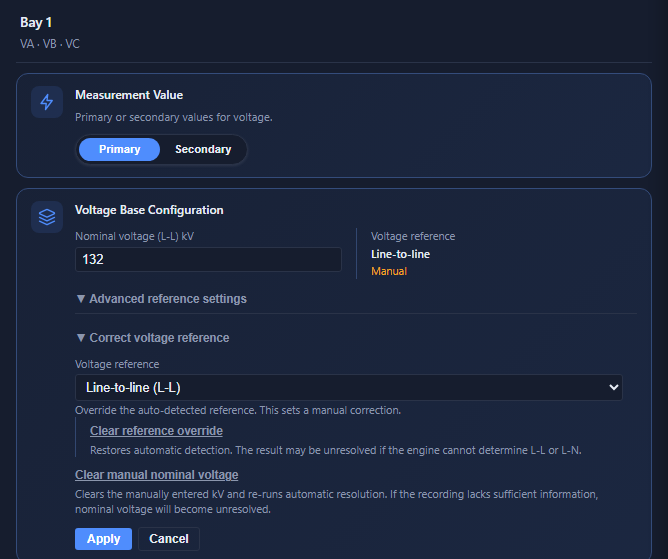 Bay 1
VA · VB · VC
Measurement Value
Primary or secondary values for voltage.
Primary Secondary
Voltage Base Configuration
Nominal voltage (L-L) kV
132
Voltage reference
Line-to-line
Manual
▼ Advanced reference settings
▼ Correct voltage reference
Voltage reference
Line-to-line (L-L)
Override the auto-detected reference. This sets a manual correction.
Clear reference override
Restores automatic detection. The result may be unresolved if the engine cannot determine L-L or L-N.
Clear manual nominal voltage
Clears the manually entered kV and re-runs automatic resolution. If the recording lacks sufficient information,
nominal voltage will become unresolved.
Apply Cancel